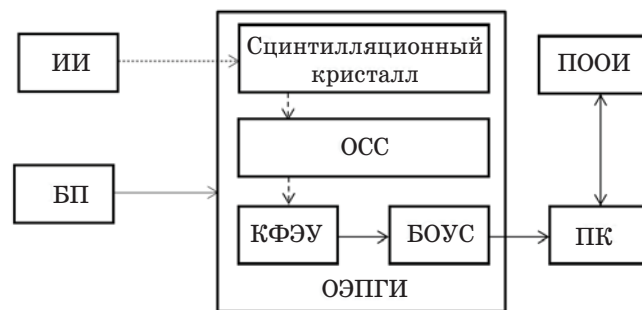 ИИ
Сцинтилляционный
кристалл
ПООИ
ОСС
БП
КФЭУ
БОУС
ПК
ОЭПГИ